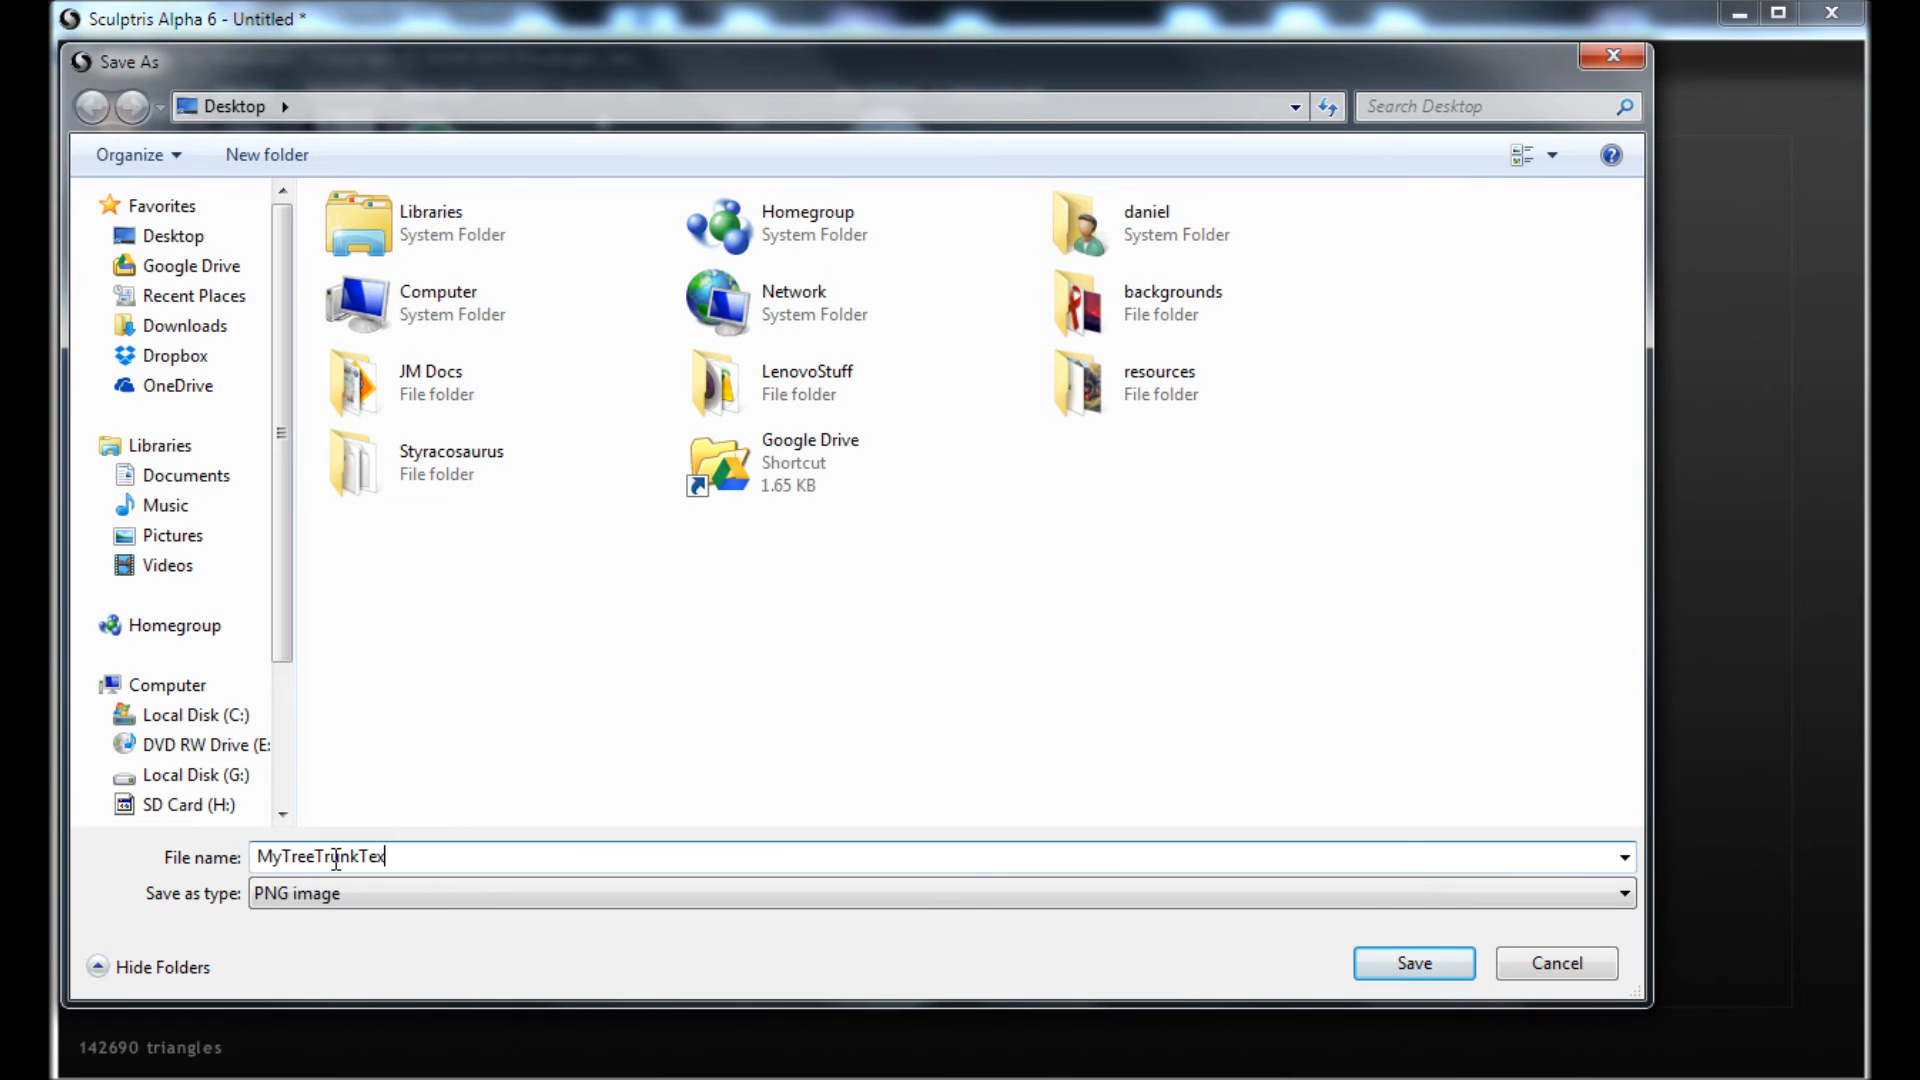 Sculptris Alpha 6 - Untitled *
Save As
Desktop
Search Desktop
Organize
New folder
Favorites
Desktop
Google Drive
Recent Places
Downloads
Dropbox
OneDrive
Libraries
Documents
Music
Pictures
Videos
Homegroup
Computer
Local Disk (C:)
DVD RW Drive (E:
Local Disk (G:)
SD Card (H:)
Libraries
System Folder
Homegroup
System Folder
daniel
System Folder
Computer
System Folder
Network
System Folder
backgrounds
File folder
JM Docs
File folder
LenovoStuff
File folder
resources
File folder
Styracosaurus
File folder
Google Drive
Shortcut
1.65 KB
File name: MyTreeTrunkTex
Save as type: PNG image
Hide Folders
Save
Cancel
142690 triangles